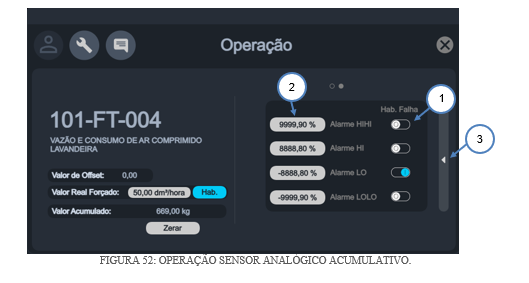 Operação
2
1
3
Hab. Falha
101-FT-004
VAZÃO E CONSUMO DE AR COMPRIMIDO
LAVANDEIRA
9999,90 % Alarme HIHI
8888,80 % Alarme HI
-8888,80 % Alarme LO
-9999,90 % Alarme LOLO
Valor de Offset: 0,00
Valor Real Forçado: 50,00 dm³/hora Hab.
Valor Acumulado: 669,00 kg
Zerar
FIGURA 52: OPERAÇÃO SENSOR ANALÓGICO ACUMULATIVO.